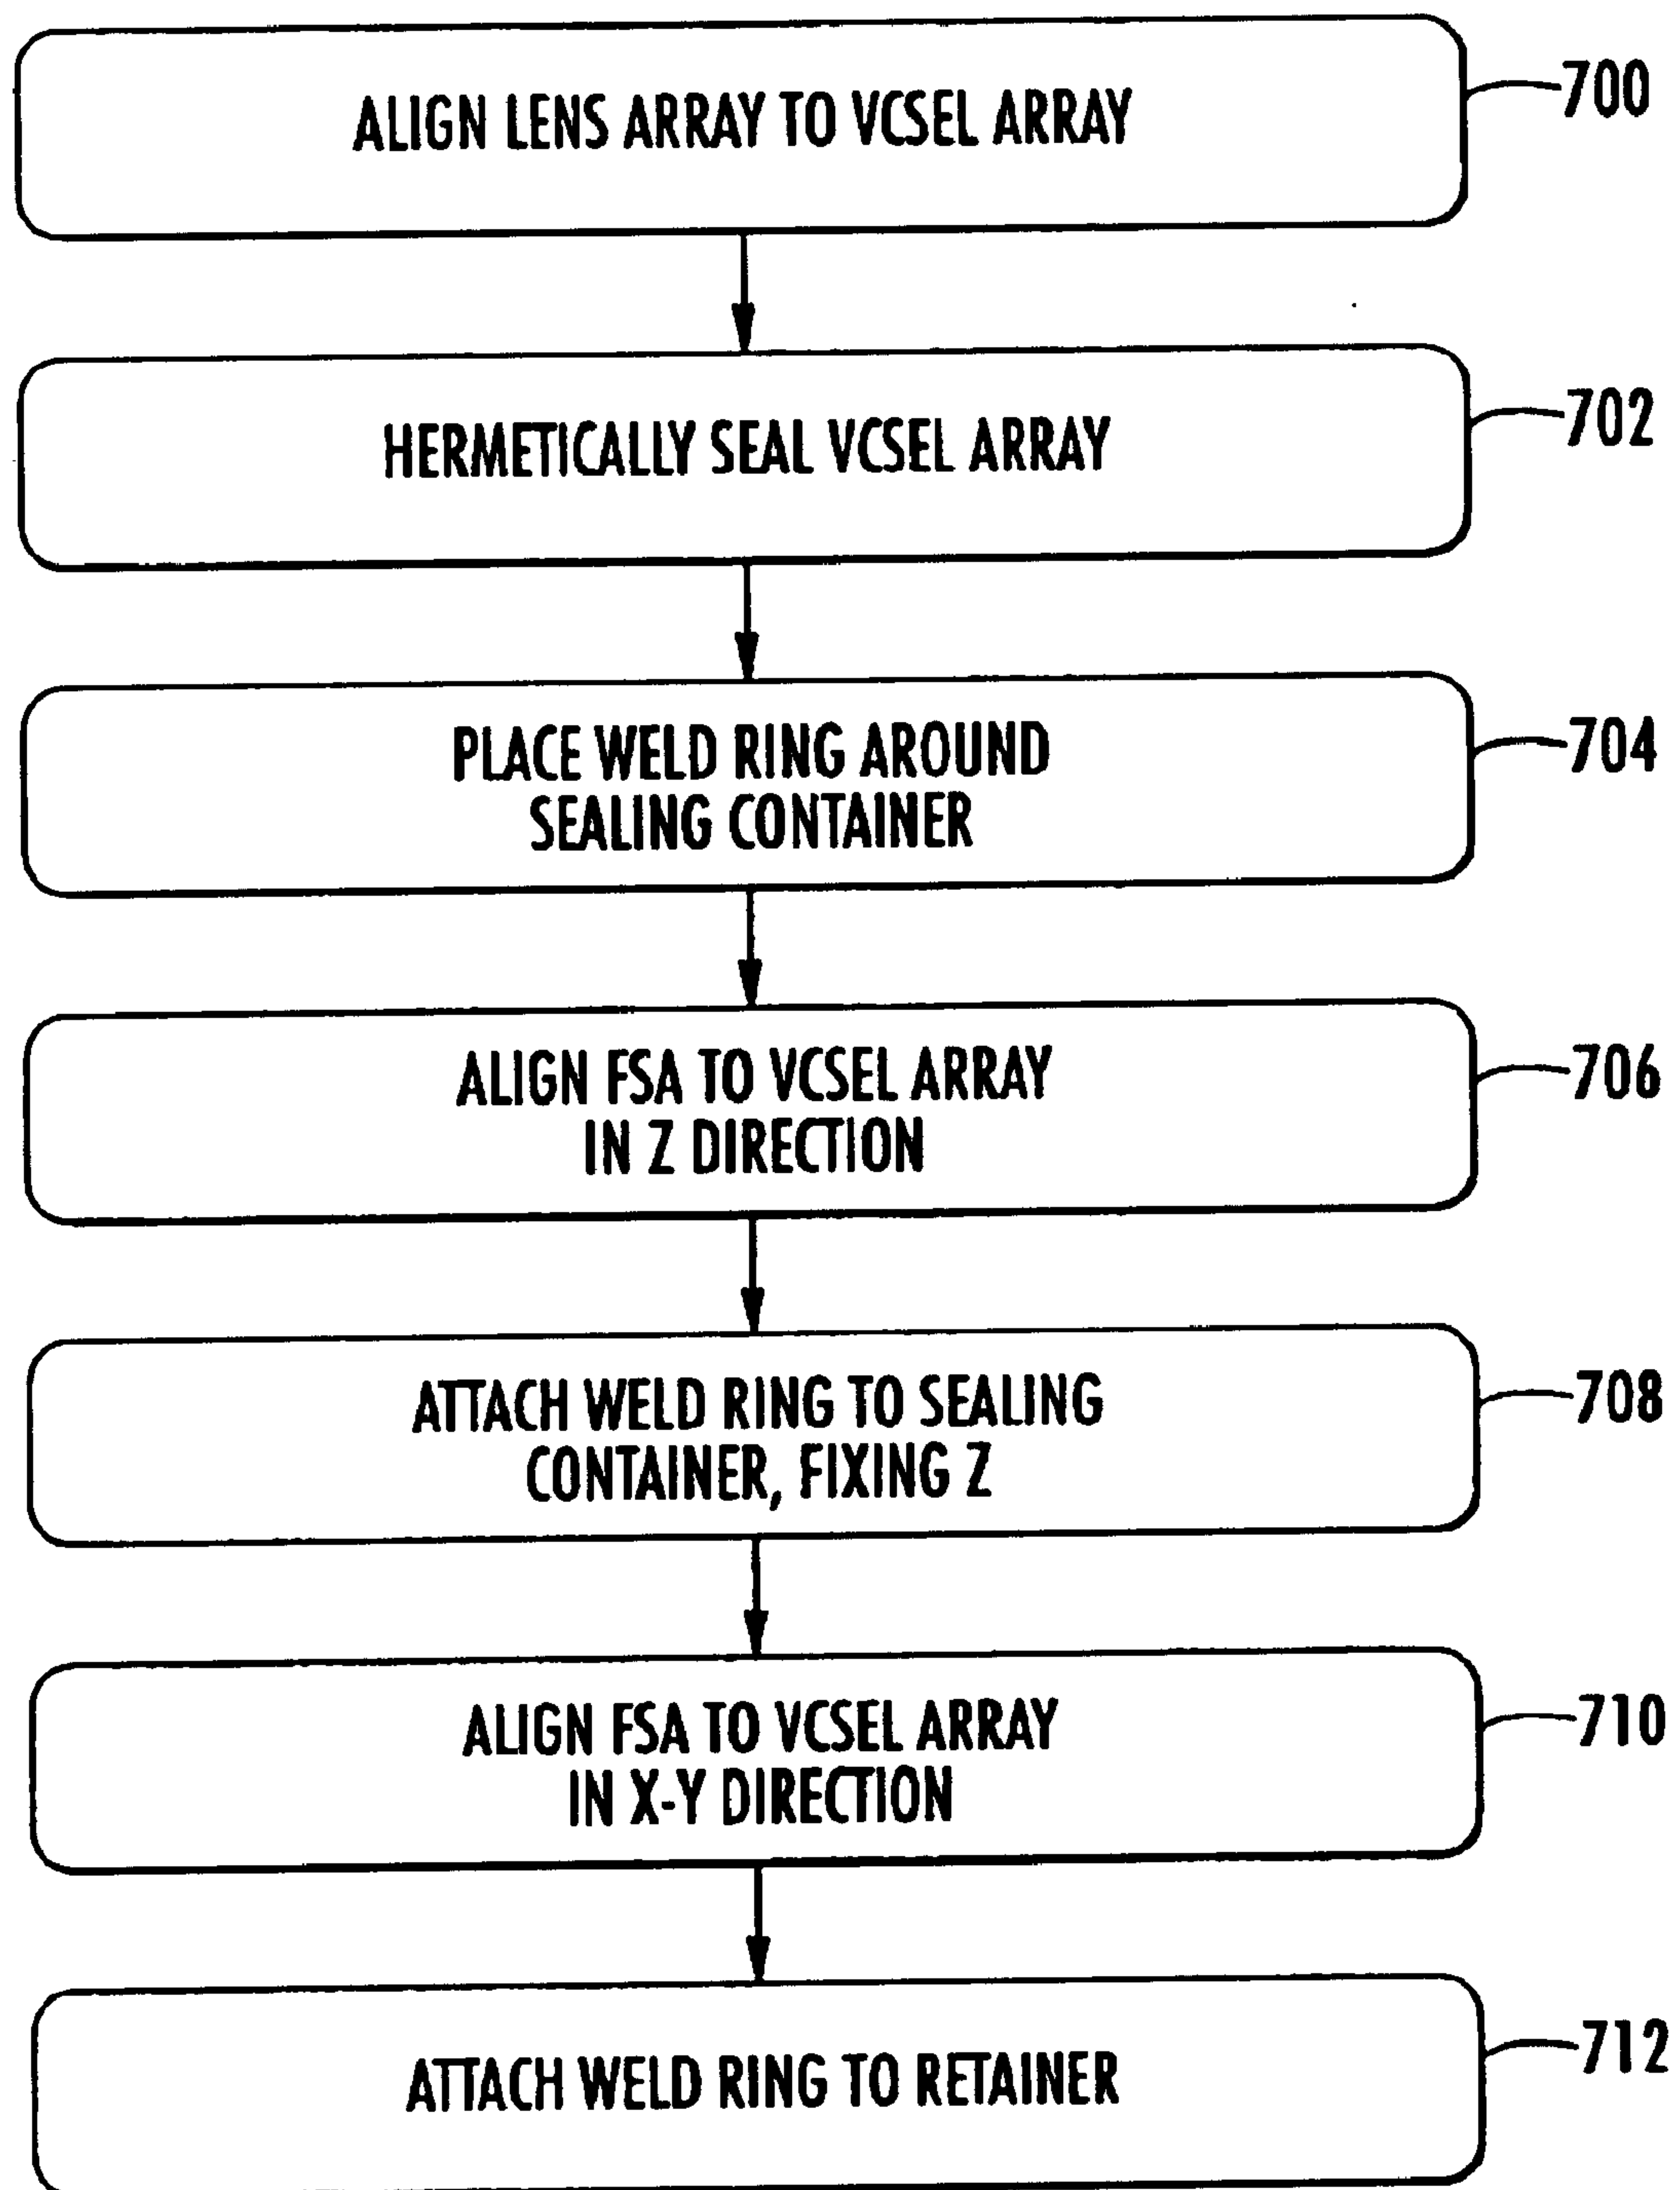 ALIGN LENS ARRAY TO VCSEL ARRAY
700
HERMETICALLY SEAL VCSEL ARRAY
702
PLACE WELD RING AROUND
SEALING CONTAINER
704
ALIGN FSA TO VCSEL ARRAY
IN Z DIRECTION
706
ATTACH WELD RING TO SEALING
CONTAINER, FIXING Z
708
ALIGN FSA TO VCSEL ARRAY
IN X-Y DIRECTION
710
ATTACH WELD RING TO RETAINER
712